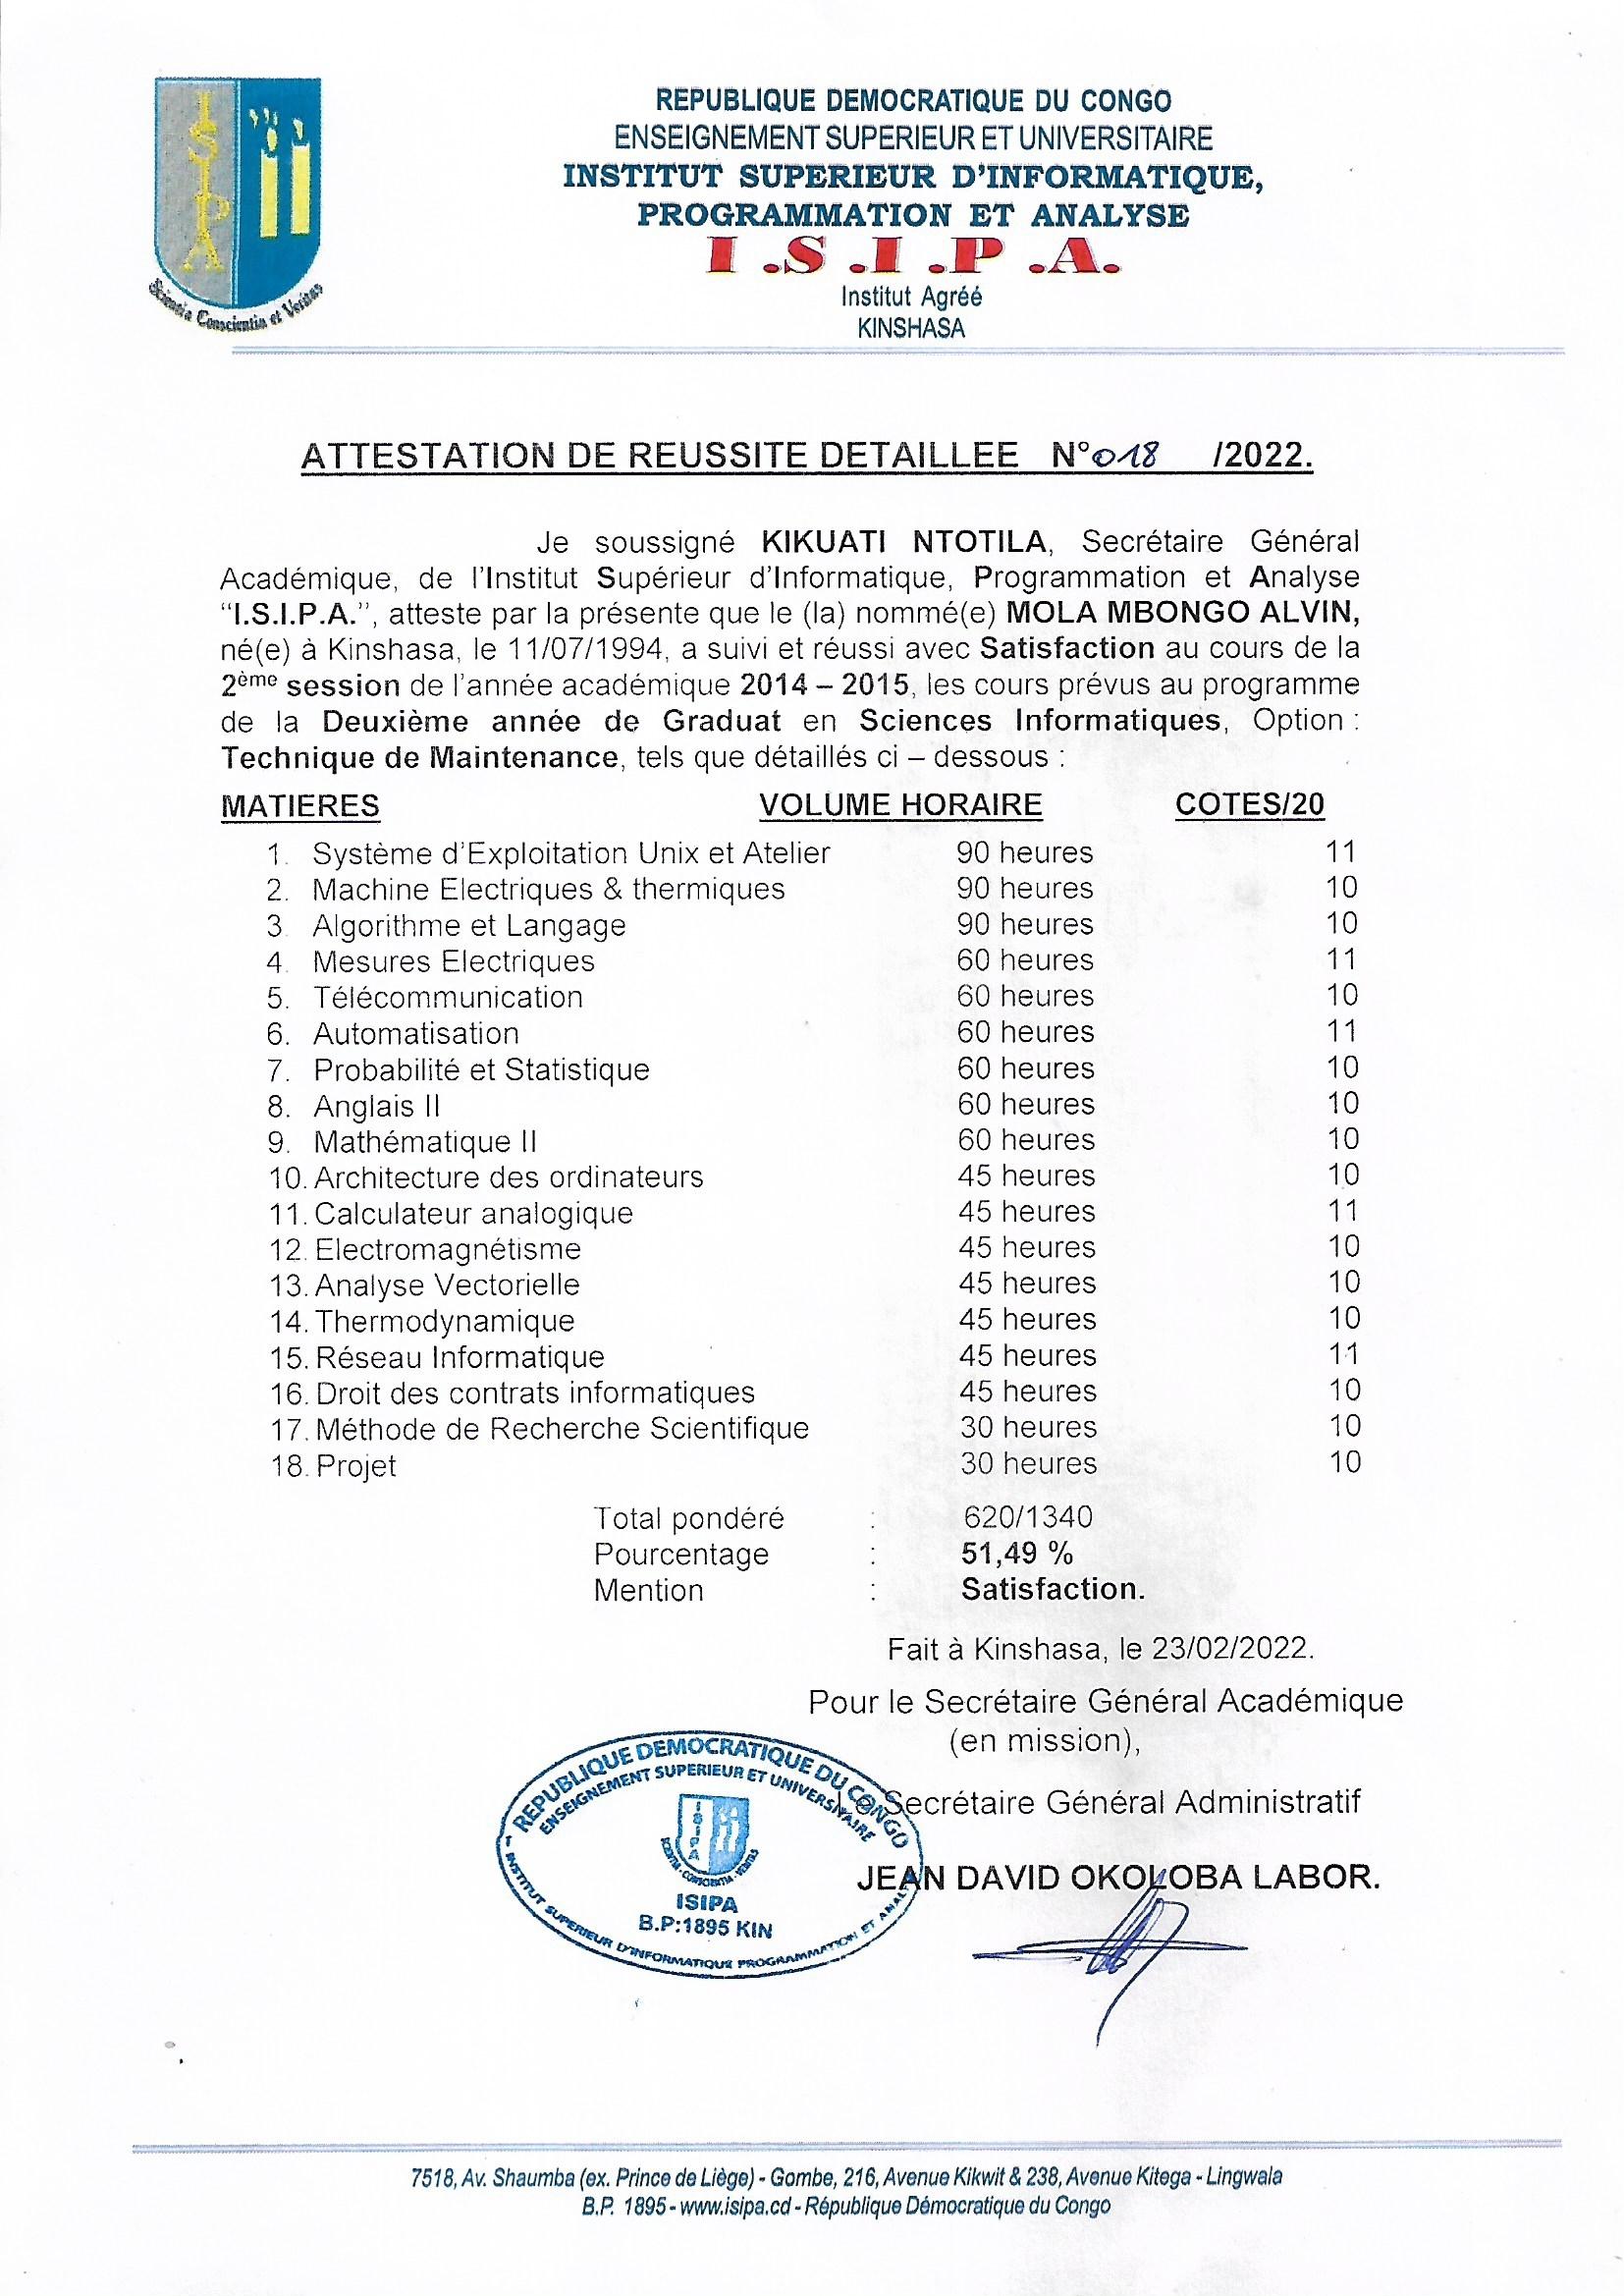 ISIPA
Scientia Conscientia et Veritas
REPUBLIQUE DEMOCRATIQUE DU CONGO
ENSEIGNEMENT SUPERIEUR ET UNIVERSITAIRE
INSTITUT SUPERIEUR D'INFORMATIQUE,
PROGRAMMATION ET ANALYSE
I.S.I.P.A.
Institut Agréé
KINSHASA
ATTESTATION DE REUSSITE DETAILLEE N°018 /2022.
Je soussigné KIKUATI NTOTILA, Secrétaire Général
Académique, de l'Institut Supérieur d'Informatique, Programmation et Analyse
"I.S.I.P.A.", atteste par la présente que le (la) nommé(e) MOLA MBONGO ALVIN,
né(e) à Kinshasa, le 11/07/1994, a suivi et réussi avec Satisfaction au cours de la
2ème session de l'année académique 2014 – 2015, les cours prévus au programme
de la Deuxième année de Graduat en Sciences Informatiques, Option :
Technique de Maintenance, tels que détaillés ci – dessous :
MATIERES VOLUME HORAIRE COTES/20
1. Système d'Exploitation Unix et Atelier 90 heures 11
2. Machine Electriques & thermiques 90 heures 10
3. Algorithme et Langage 90 heures 10
4. Mesures Electriques 60 heures 11
5. Télécommunication 60 heures 10
6. Automatisation 60 heures 11
7. Probabilité et Statistique 60 heures 10
8. Anglais II 60 heures 10
9. Mathématique II 60 heures 10
10. Architecture des ordinateurs 45 heures 10
11. Calculateur analogique 45 heures 11
12. Electromagnétisme 45 heures 10
13. Analyse Vectorielle 45 heures 10
14. Thermodynamique 45 heures 10
15. Réseau Informatique 45 heures 11
16. Droit des contrats informatiques 45 heures 10
17. Méthode de Recherche Scientifique 30 heures 10
18. Projet 30 heures 10
Total pondéré : 620/1340
Pourcentage : 51,49 %
Mention : Satisfaction.
Fait à Kinshasa, le 23/02/2022.
Pour le Secrétaire Général Académique
(en mission),
Le Secrétaire Général Administratif
JEAN DAVID OKOLOBA LABOR.
REPUBLIQUE DEMOCRATIQUE DU CONGO
ENSEIGNEMENT SUPERIEUR ET UNIVERSITAIRE
ISIPA
ISIPA
B.P:1895 KIN
INSTITUT SUPERIEUR D'INFORMATIQUE PROGRAMMATION ET ANALY
7518, Av. Shaumba (ex. Prince de Liège) - Gombe, 216, Avenue Kikwit & 238, Avenue Kitega - Lingwala
B.P. 1895 - www.isipa.cd - République Démocratique du Congo